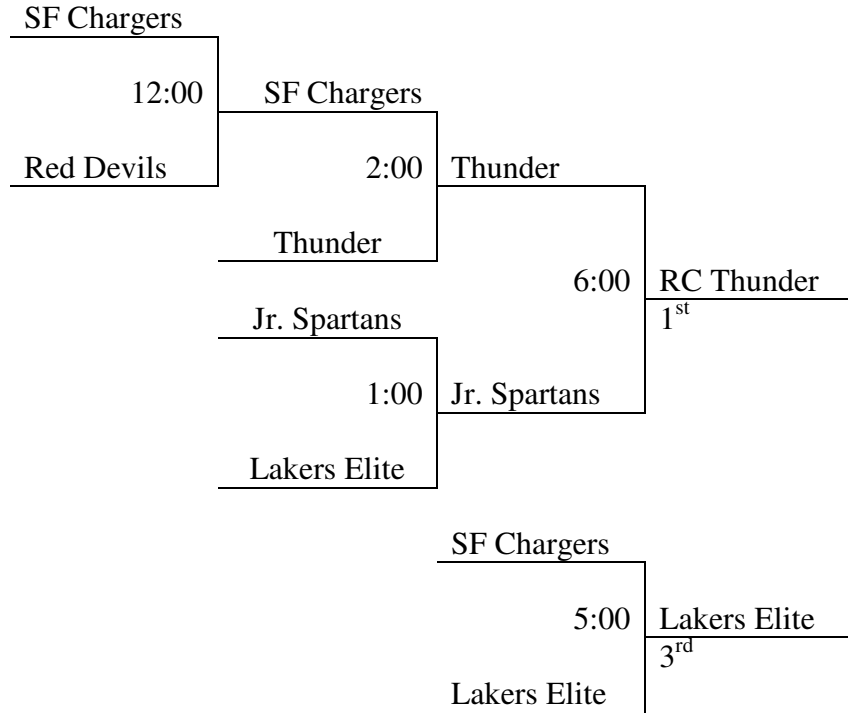 SF Chargers
12:00 SF Chargers
Red Devils 2:00 Thunder
Thunder
6:00 RC Thunder
Jr. Spartans 1st
1:00 Jr. Spartans
Lakers Elite
SF Chargers
5:00 Lakers Elite
3rd
Lakers Elite